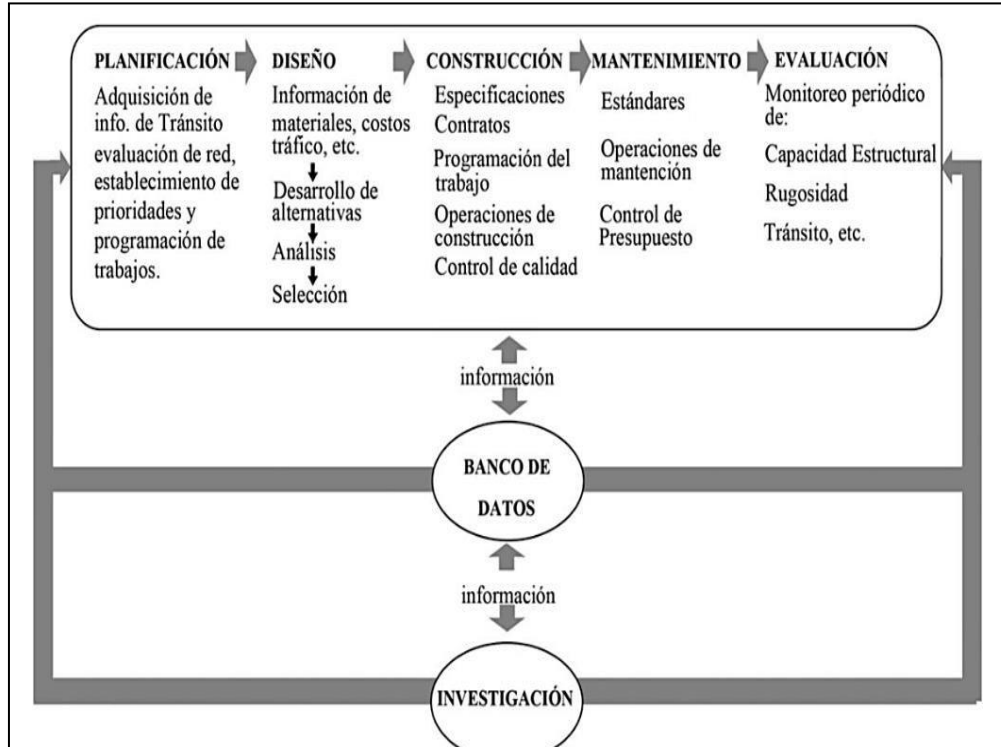 PLANIFICACIÓN
Adquisición de
info. de Tránsito
evaluación de red,
establecimiento de
prioridades y
programación de
trabajos.
DISEÑO
Información de
materiales, costos
tráfico, etc.
Desarrollo de
alternativas
Análisis
Selección
CONSTRUCCIÓN
Especificaciones
Contratos
Programación del
trabajo
Operaciones de
construcción
Control de calidad
MANTENIMIENTO
Estándares
Operaciones de
mantención
Control de
Presupuesto
EVALUACIÓN
Monitoreo periódico
de:
Capacidad Estructural
Rugosidad
Tránsito, etc.
información
BANCO DE
DATOS
información
INVESTIGACIÓN